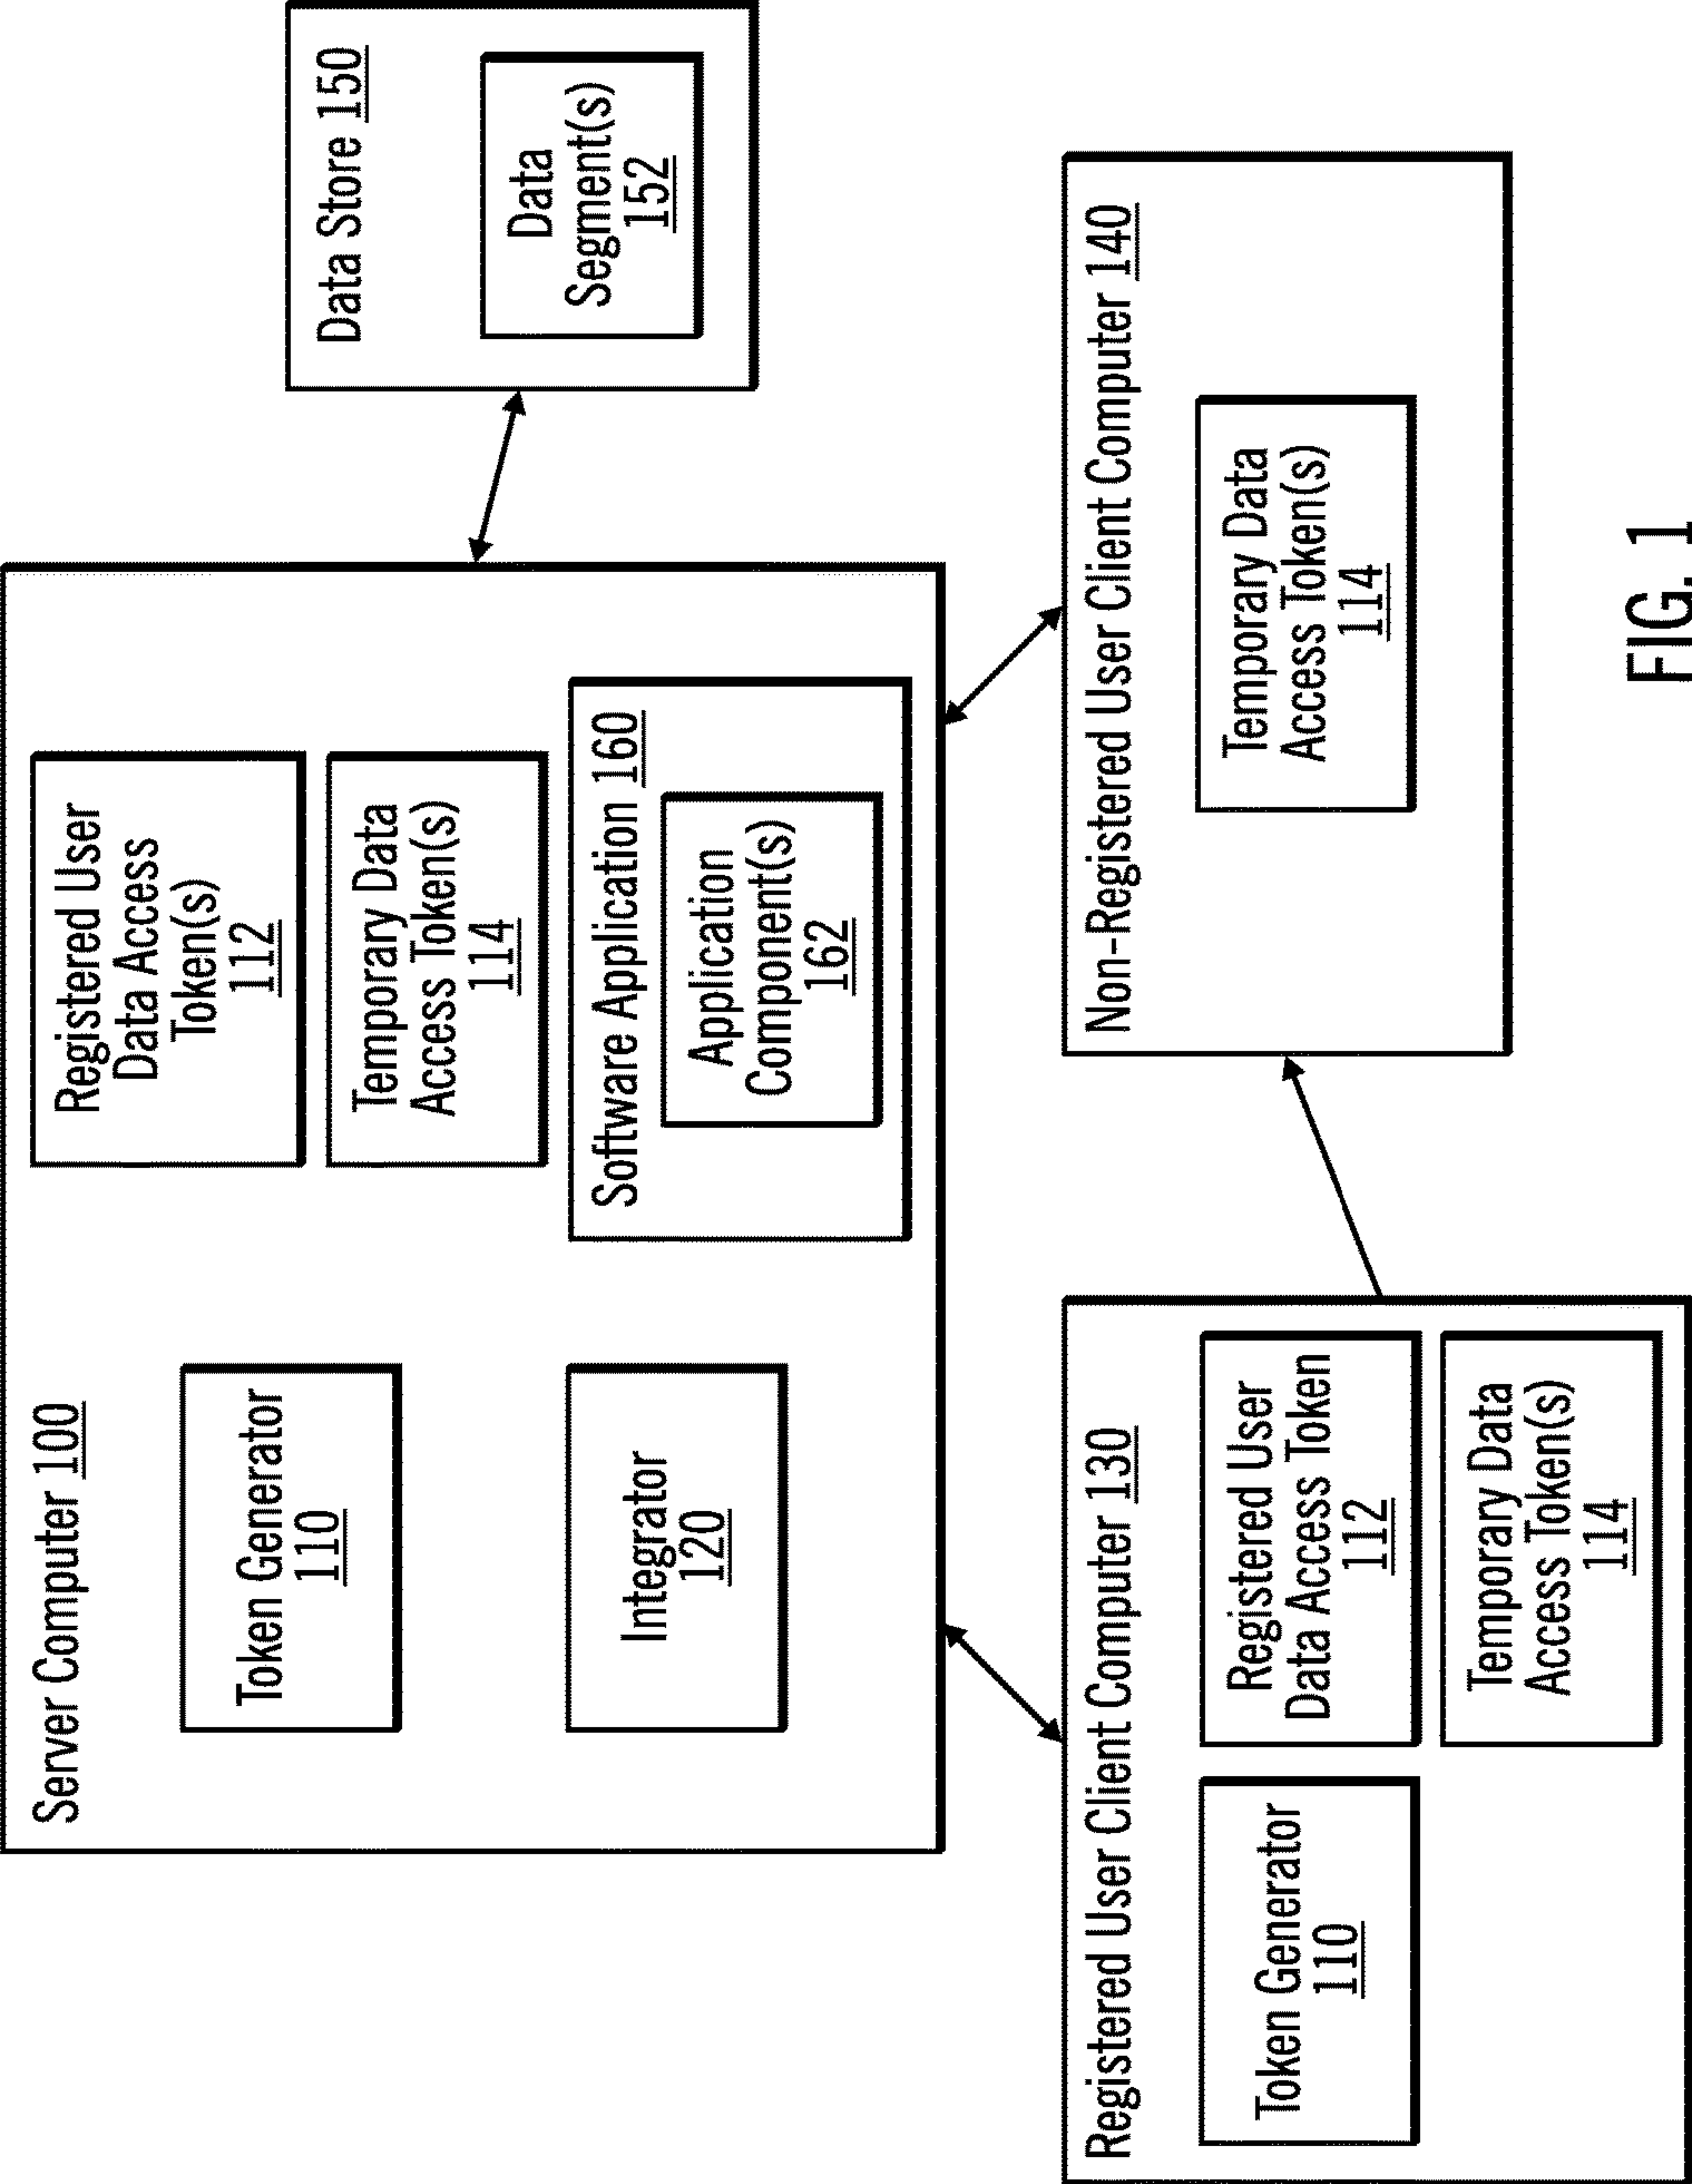 Server Computer 100
Token Generator
110
Integrator
120
Registered User
Data Access
Token(s)
112
Temporary Data
Access Token(s)
114
Software Application 160
Application
Component(s)
162
Data Store 150
Data
Segment(s)
152
Registered User Client Computer 130
Token Generator
110
Registered User
Data Access Token
112
Temporary Data
Access Token(s)
114
Non-Registered User Client Computer 140
Temporary Data
Access Token(s)
114
FIG. 1